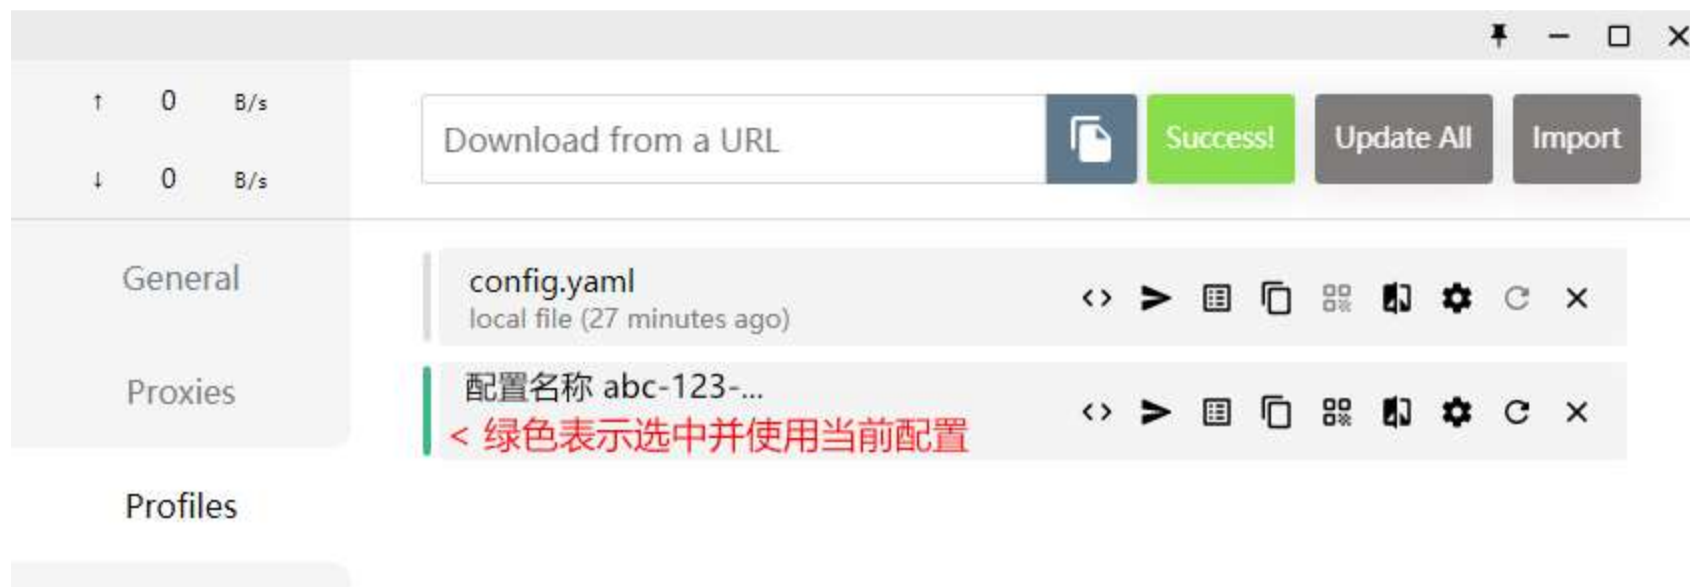 ↑ 0 B/s
↓ 0 B/s
Download from a URL
Success!
Update All
Import
General
Proxies
Profiles
config.yaml
local file (27 minutes ago)
配置名称 abc-123-...
< 绿色表示选中并使用当前配置